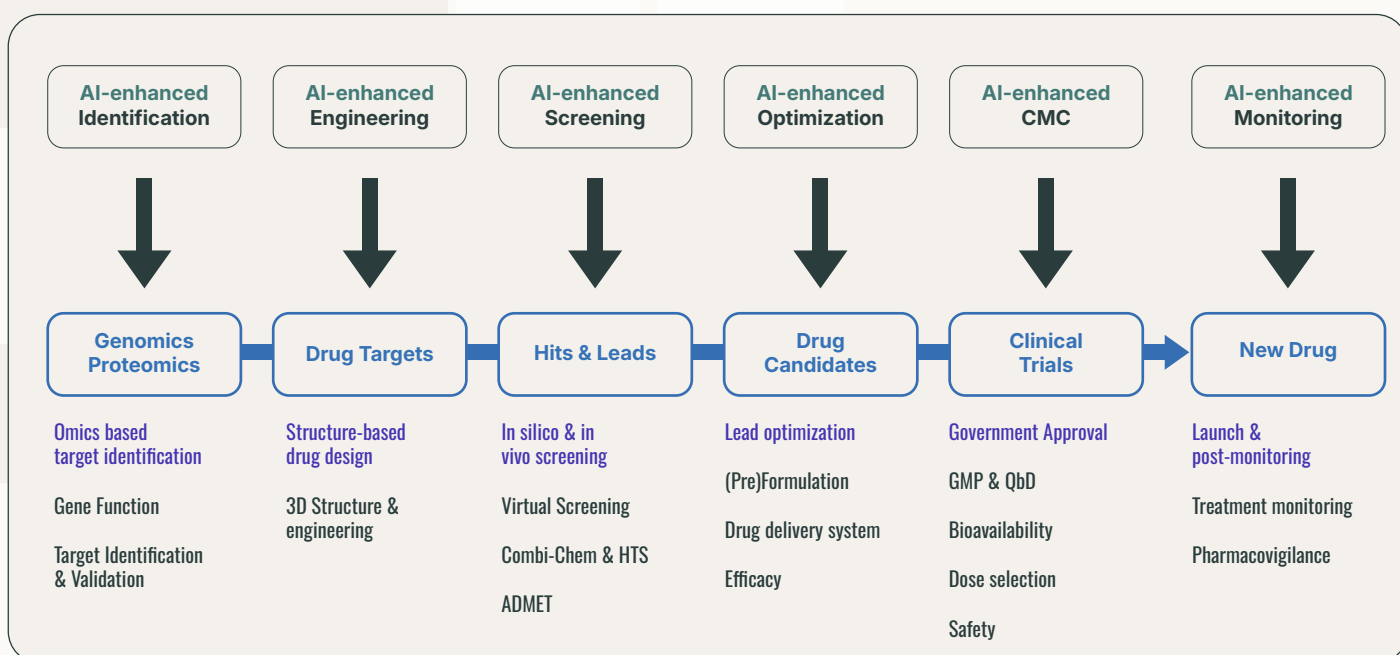 AI-enhanced
Identification
AI-enhanced
Engineering
AI-enhanced
Screening
AI-enhanced
Optimization
AI-enhanced
CMC
AI-enhanced
Monitoring
Genomics
Proteomics
Drug Targets
Hits & Leads
Drug
Candidates
Clinical
Trials
New Drug
Omics based
target identification
Gene Function
Target Identification
& Validation
Structure-based
drug design
3D Structure &
engineering
In silico & in
vivo screening
Virtual Screening
Combi-Chem & HTS
ADMET
Lead optimization
(Pre)Formulation
Drug delivery system
Efficacy
Government Approval
GMP & QbD
Bioavailability
Dose selection
Safety
Launch &
post-monitoring
Treatment monitoring
Pharmacovigilance